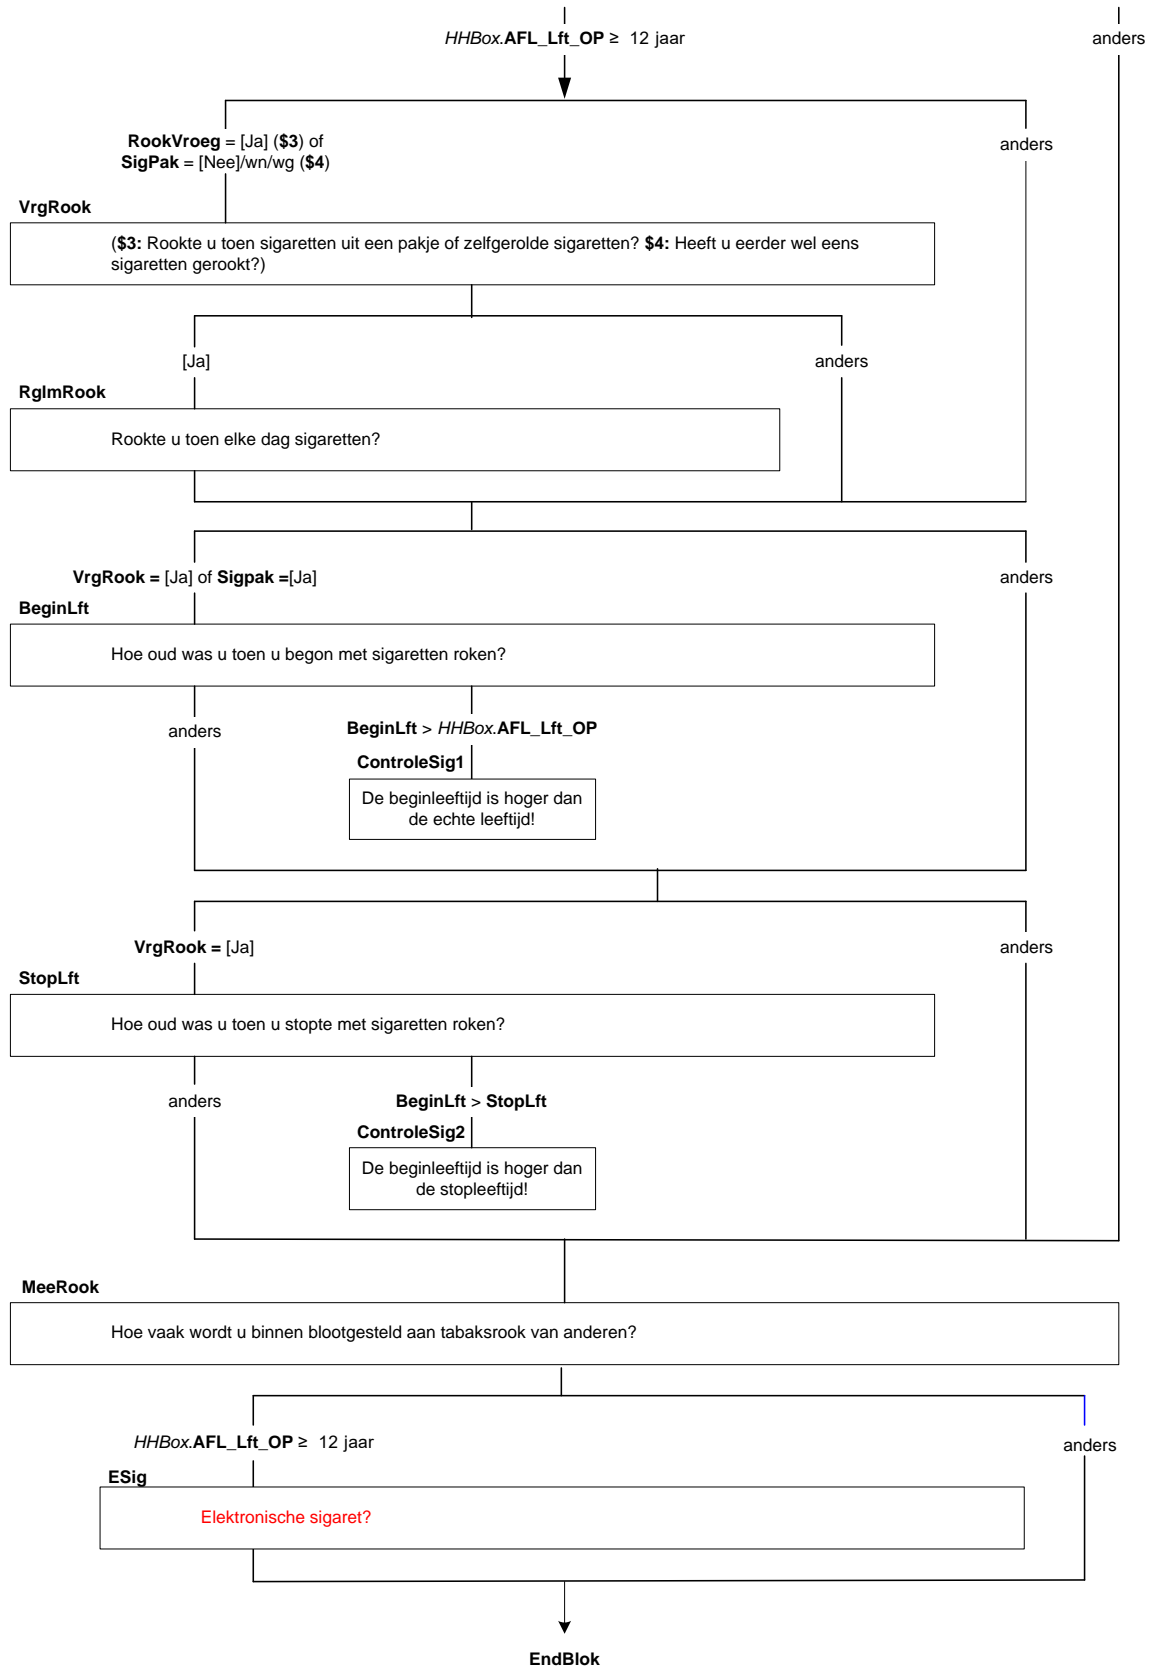 HHBox.AFL_Lft_OP ≥ 12 jaar
anders
RookVroeg = [Ja] ($3) of
SigPak = [Nee]/wn/wg ($4)
anders
VrgRook
($3: Rookte u toen sigaretten uit een pakje of zelfgerolde sigaretten? $4: Heeft u eerder wel eens
sigaretten gerookt?)
[Ja]
anders
RglmRook
Rookte u toen elke dag sigaretten?
VrgRook = [Ja] of Sigpak =[Ja]
anders
BeginLft
Hoe oud was u toen u begon met sigaretten roken?
anders
BeginLft > HHBox.AFL_Lft_OP
ControleSig1
De beginleeftijd is hoger dan
de echte leeftijd!
VrgRook = [Ja]
anders
StopLft
Hoe oud was u toen u stopte met sigaretten roken?
anders
BeginLft > StopLft
ControleSig2
De beginleeftijd is hoger dan
de stopleeftijd!
MeeRook
Hoe vaak wordt u binnen blootgesteld aan tabaksrook van anderen?
HHBox.AFL_Lft_OP ≥ 12 jaar
anders
ESig
Elektronische sigaret?
EndBlok